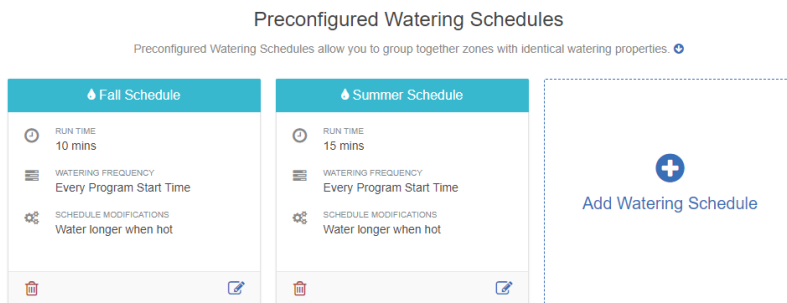 Preconfigured Watering Schedules
Preconfigured Watering Schedules allow you to group together zones with identical watering properties.
Fall Schedule
RUN TIME
10 mins
WATERING FREQUENCY
Every Program Start Time
SCHEDULE MODIFICATIONS
Water longer when hot
Summer Schedule
RUN TIME
15 mins
WATERING FREQUENCY
Every Program Start Time
SCHEDULE MODIFICATIONS
Water longer when hot
Add Watering Schedule